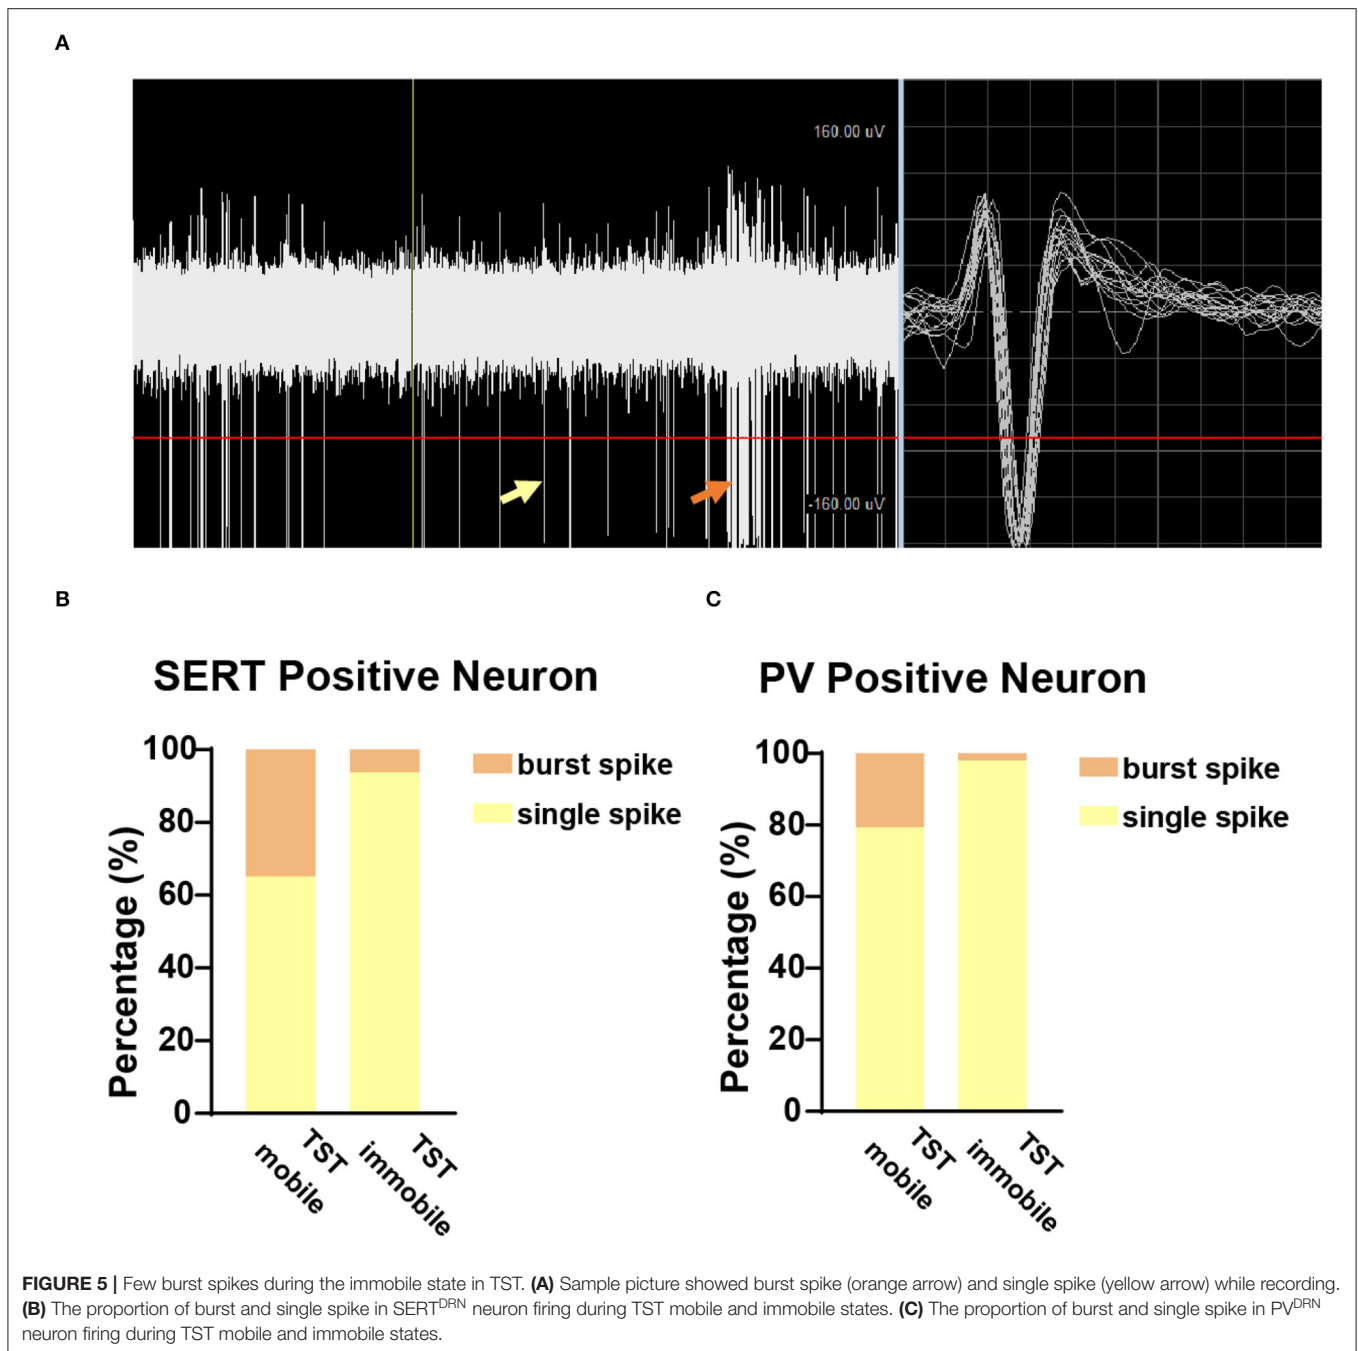 A
160.00 uV
-160.00 uV
B
C
SERT Positive Neuron
PV Positive Neuron
100
80
60
40
20
0
Percentage (%)
burst spike
single spike
TST
mobile
TST
immobile
100
80
60
40
20
0
Percentage (%)
burst spike
single spike
TST
mobile
TST
immobile
FIGURE 5 | Few burst spikes during the immobile state in TST. (A) Sample picture showed burst spike (orange arrow) and single spike (yellow arrow) while recording.
(B) The proportion of burst and single spike in SERT^DRN neuron firing during TST mobile and immobile states. (C) The proportion of burst and single spike in PV^DRN
neuron firing during TST mobile and immobile states.